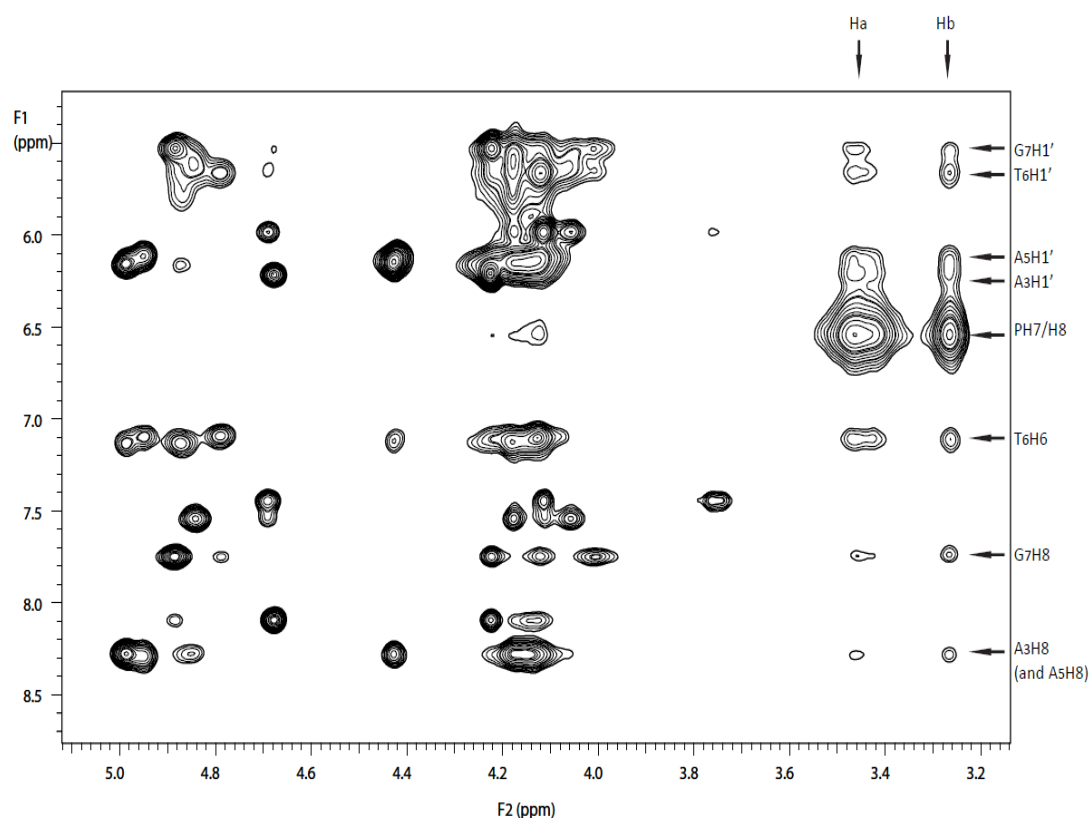 Ha Hb
F1
(ppm)
G7H1'
T6H1'
6.0
A5H1'
A3H1'
6.5
PH7/H8
7.0
T6H6
7.5
G7H8
8.0
A3H8
(and A5H8)
8.5
5.0 4.8 4.6 4.4 4.2 4.0 3.8 3.6 3.4 3.2
F2 (ppm)